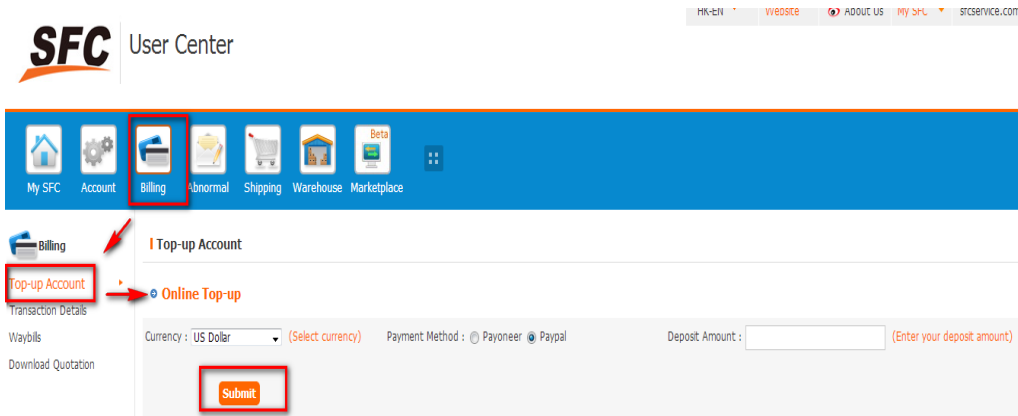 HK-EN Website About Us My SFC sfcservice.com
SFC User Center
Beta
My SFC Account Billing Abnormal Shipping Warehouse Marketplace
Billing
Top-up Account
Transaction Details
Waybills
Download Quotation
Top-up Account
Online Top-up
Currency : US Dollar (Select currency) Payment Method : Payoneer Paypal Deposit Amount : (Enter your deposit amount)
Submit